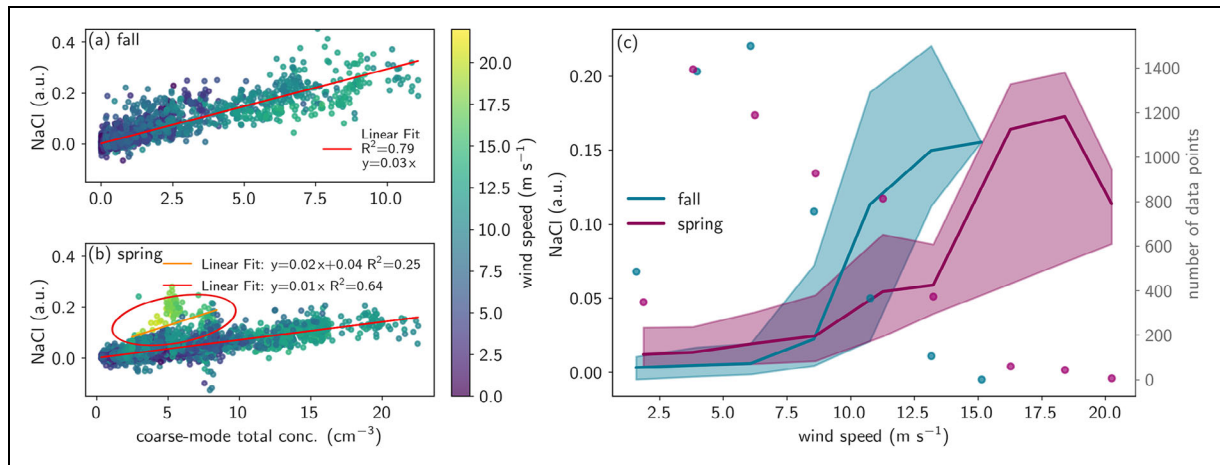 (a) fall
NaCl (a.u.)
0.4
0.2
0.0
Linear Fit
R²=0.79
y=0.03x
0.0 2.5 5.0 7.5 10.0
(b) spring
NaCl (a.u.)
0.4
0.2
0.0
Linear Fit: y=0.02x+0.04 R²=0.25
Linear Fit: y=0.01x R²=0.64
0 5 10 15 20
coarse-mode total conc. (cm⁻³)
20.0
17.5
15.0
12.5
10.0
7.5
5.0
2.5
0.0
wind speed (m s⁻¹)
(c)
NaCl (a.u.)
0.20
0.15
0.10
0.05
0.00
fall
spring
2.5 5.0 7.5 10.0 12.5 15.0 17.5 20.0
wind speed (m s⁻¹)
1400
1200
1000
800
600
400
200
0
number of data points